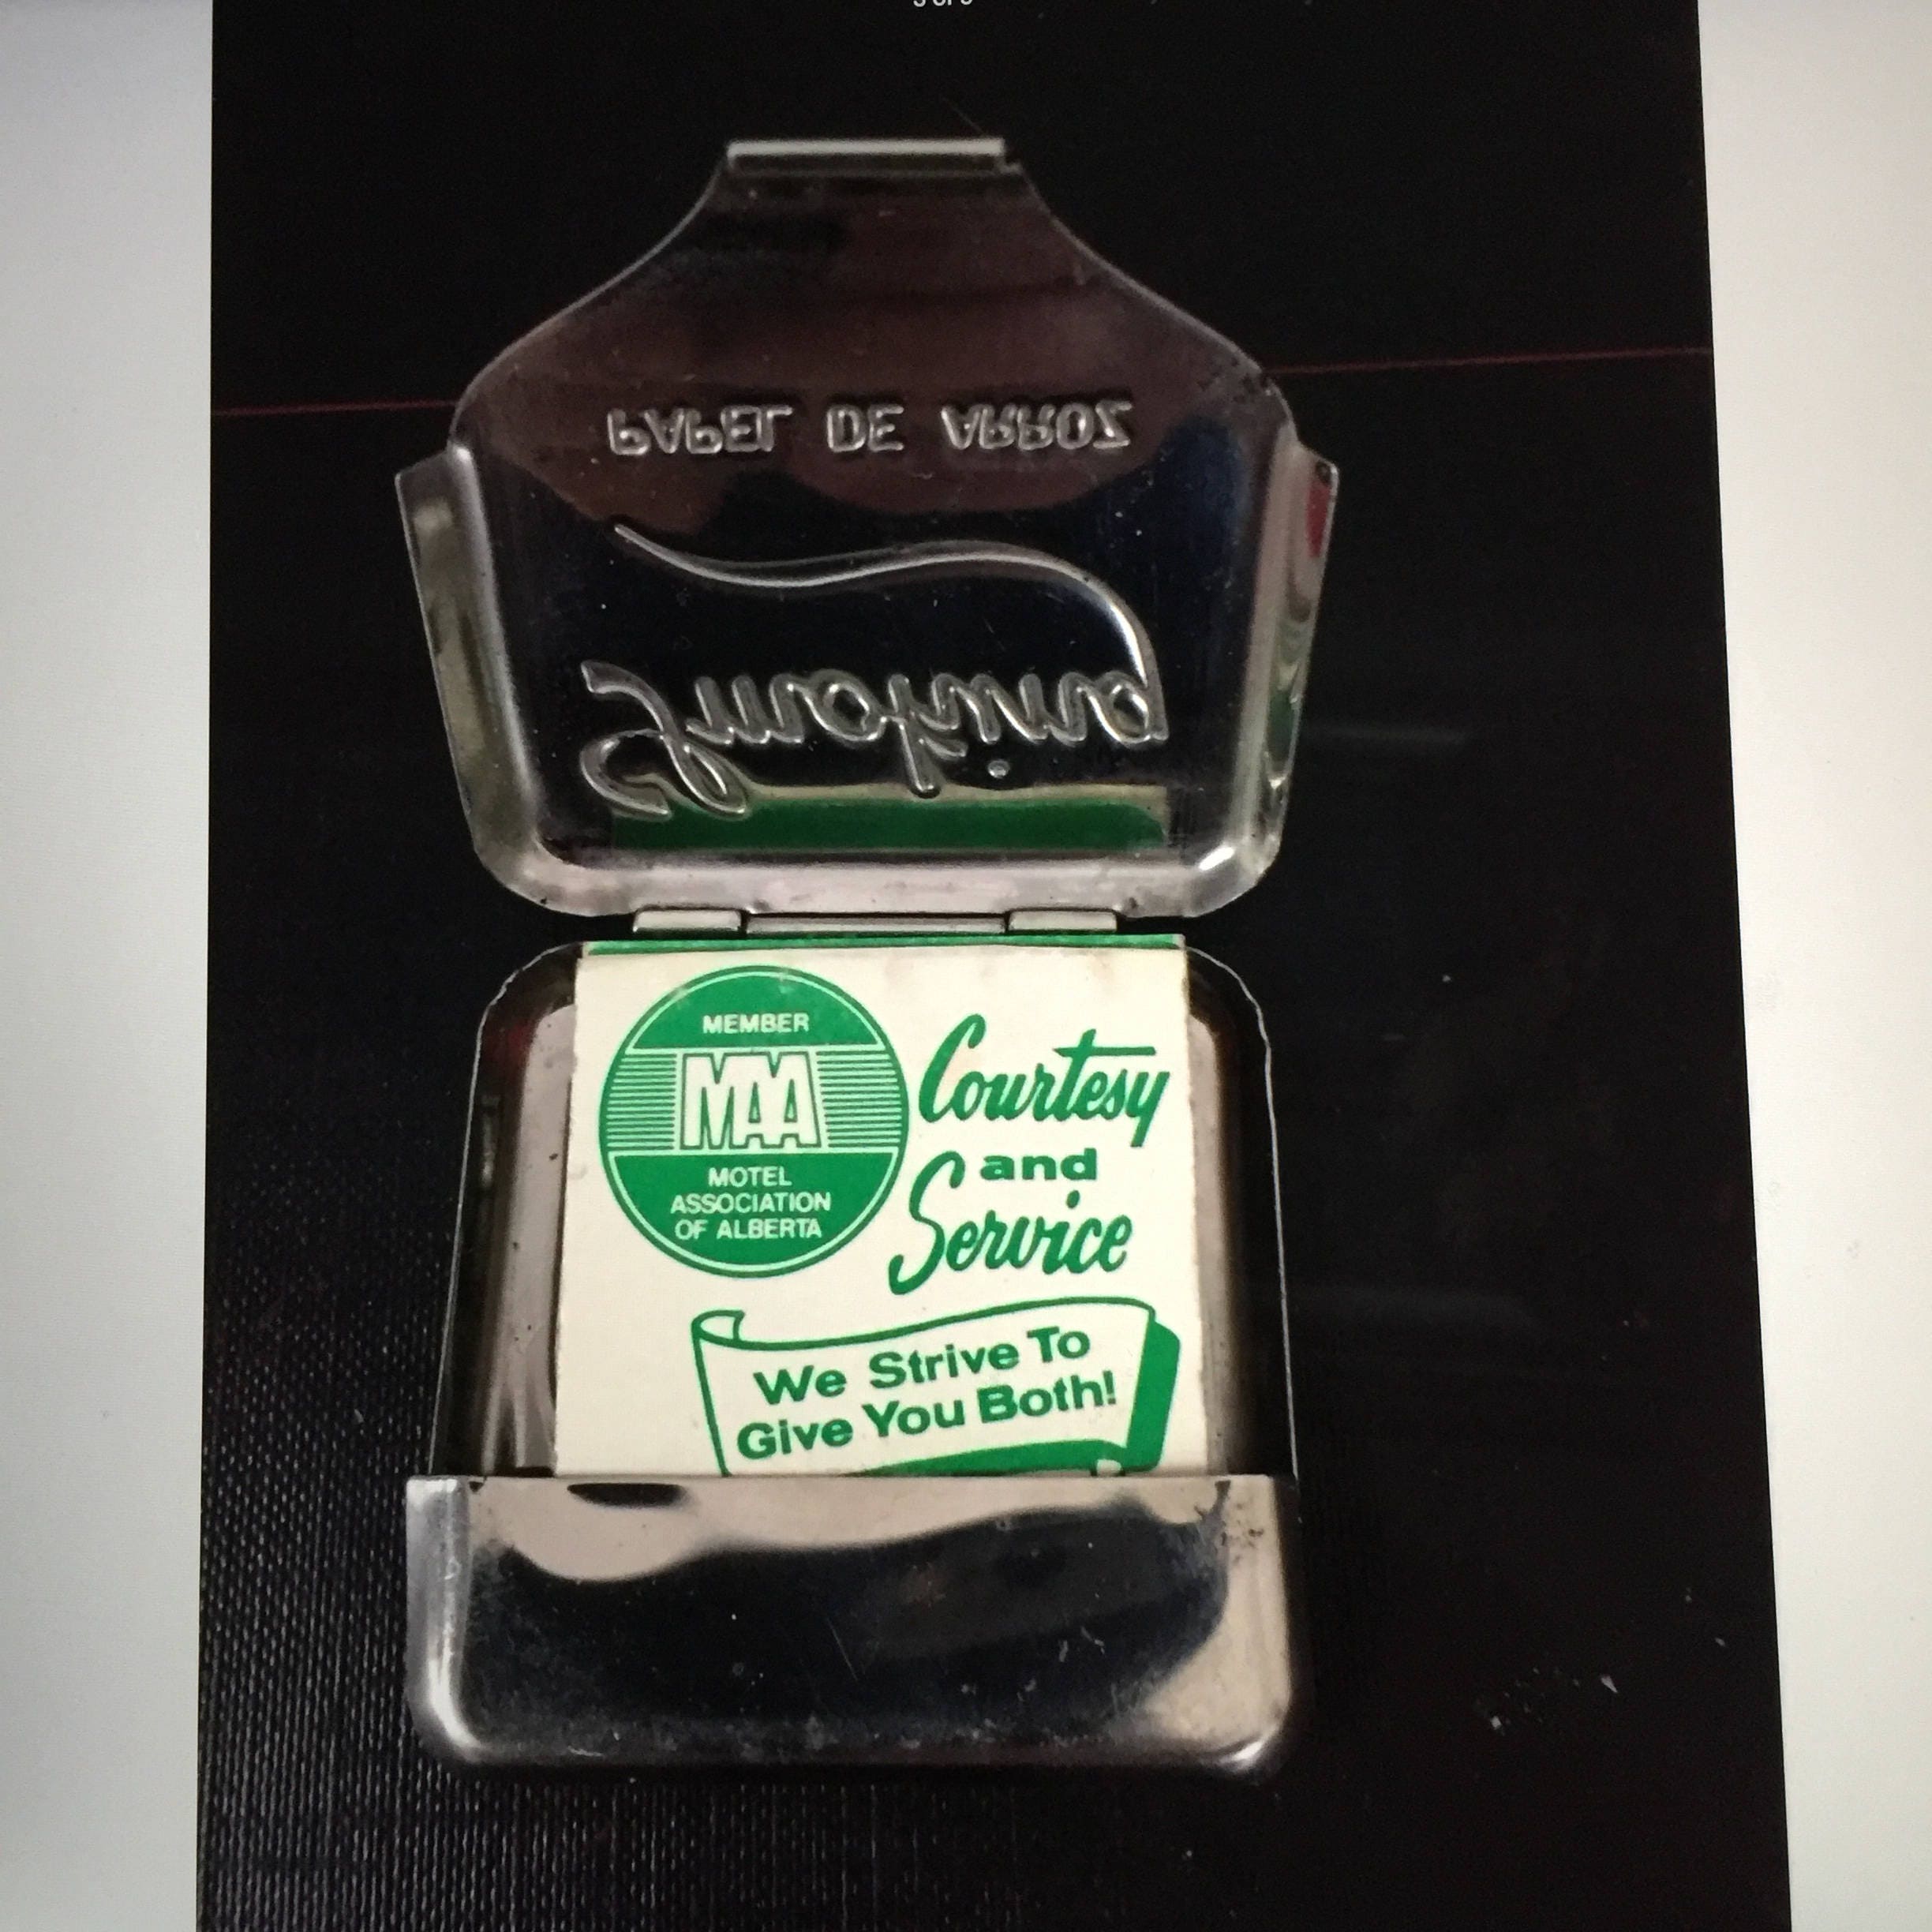 PAPEL DE ARROZ
Smoking
MEMBER
MAA
MOTEL
ASSOCIATION
OF ALBERTA
Courtesy
and
Service
We Strive To
Give You Both!